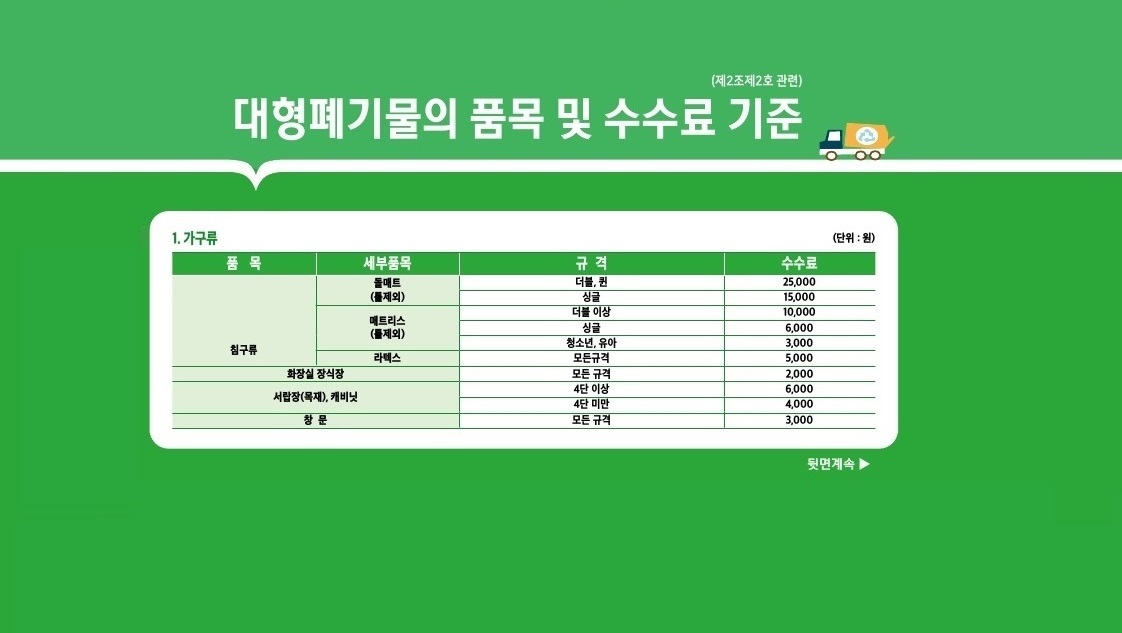 (제2조제2호 관련)
대형폐기물의 품목 및 수수료 기준
1. 가구류
(단위 : 원)
품 목 세부품목 규 격 수수료
침구류 돌매트 (틀제외) 더블, 퀸 25,000
싱글 15,000
매트리스 (틀제외) 더블 이상 10,000
싱글 6,000
청소년, 유아 3,000
라텍스 모든규격 5,000
화장실 장식장 모든 규격 2,000
서랍장(목재), 캐비닛 4단 이상 6,000
4단 미만 4,000
창 문 모든 규격 3,000
뒷면계속 ▶